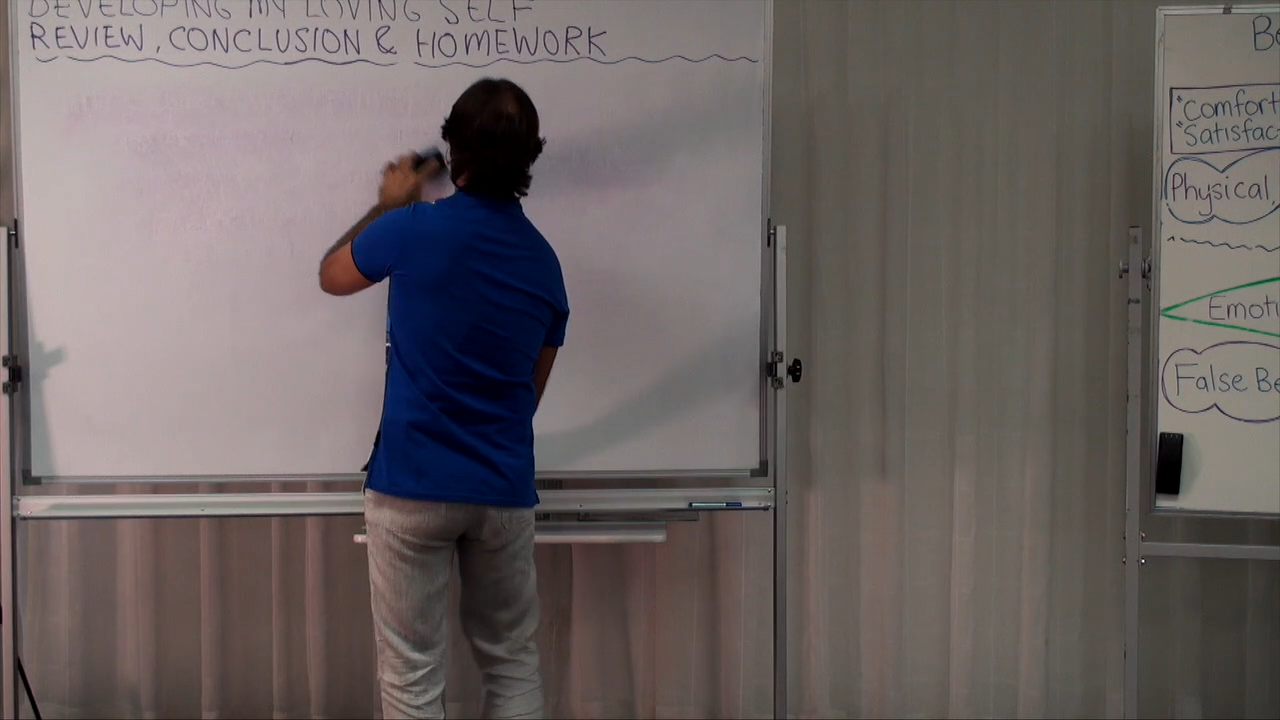 DEVELOPING MY LOVING SELF
REVIEW, CONCLUSION & HOMEWORK
"Comfort
"Satisfac
Physical,
Emoti
False Be